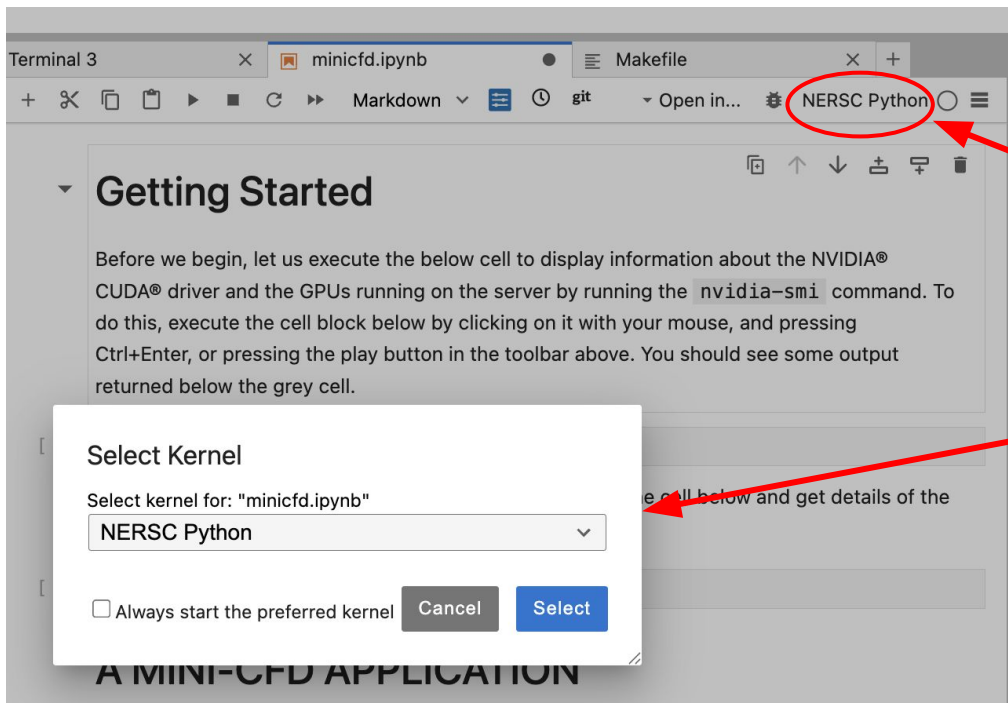 Terminal 3
minicfd.ipynb
Makefile
Markdown
git
Open in...
NERSC Python
Getting Started
Before we begin, let us execute the below cell to display information about the NVIDIA®
CUDA® driver and the GPUs running on the server by running the nvidia-smi command. To
do this, execute the cell block below by clicking on it with your mouse, and pressing
Ctrl+Enter, or pressing the play button in the toolbar above. You should see some output
returned below the grey cell.
[
Select Kernel
Select kernel for: "minicfd.ipynb"
cell below and get details of the
NERSC Python
[
Always start the preferred kernel
Cancel
Select
A MINI-CFD APPLICATION